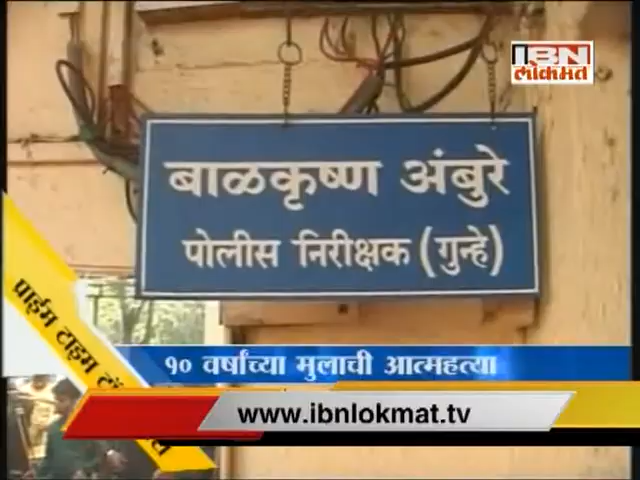 IBN
लोकमत
बाळकृष्ण अंबुरे
पोलीस निरीक्षक (गुन्हे)
प्राईम टाइम
१० वर्षाच्या मुलाची आत्महत्या
www.ibnlokmat.tv